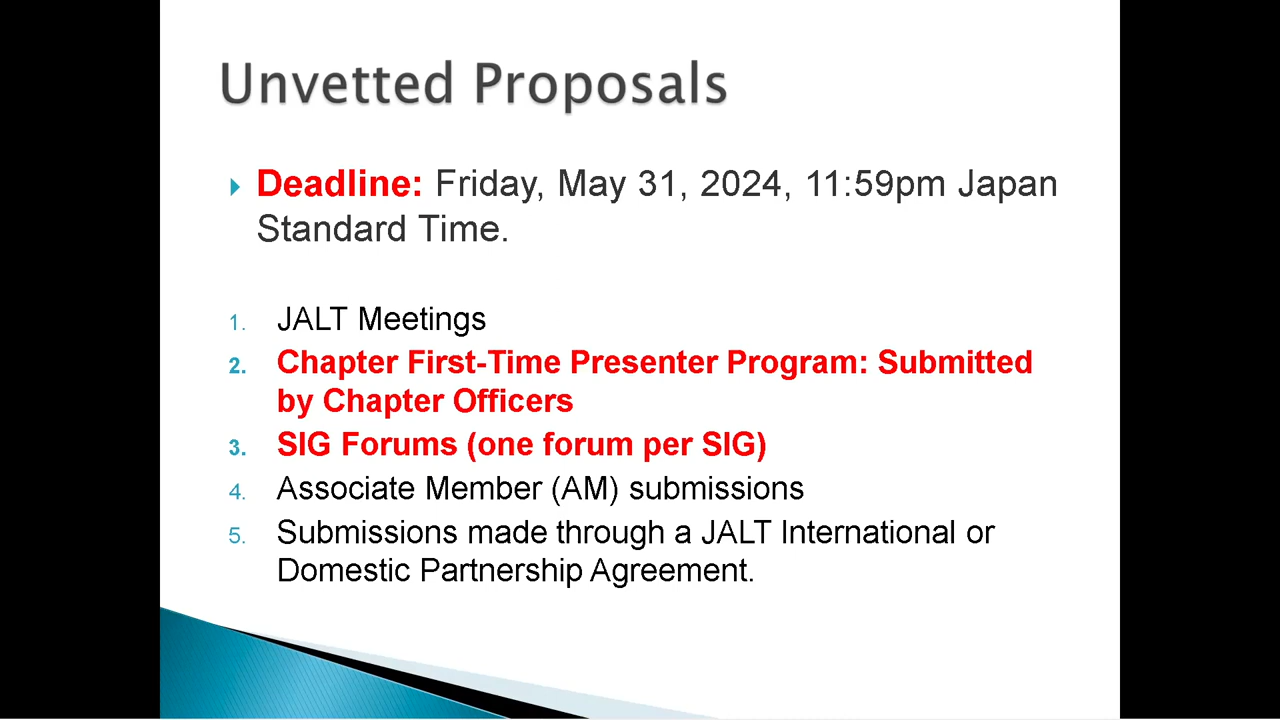 Unvetted Proposals
Deadline: Friday, May 31, 2024, 11:59pm Japan
Standard Time.
1. JALT Meetings
2. Chapter First-Time Presenter Program: Submitted
by Chapter Officers
3. SIG Forums (one forum per SIG)
4. Associate Member (AM) submissions
5. Submissions made through a JALT International or
Domestic Partnership Agreement.